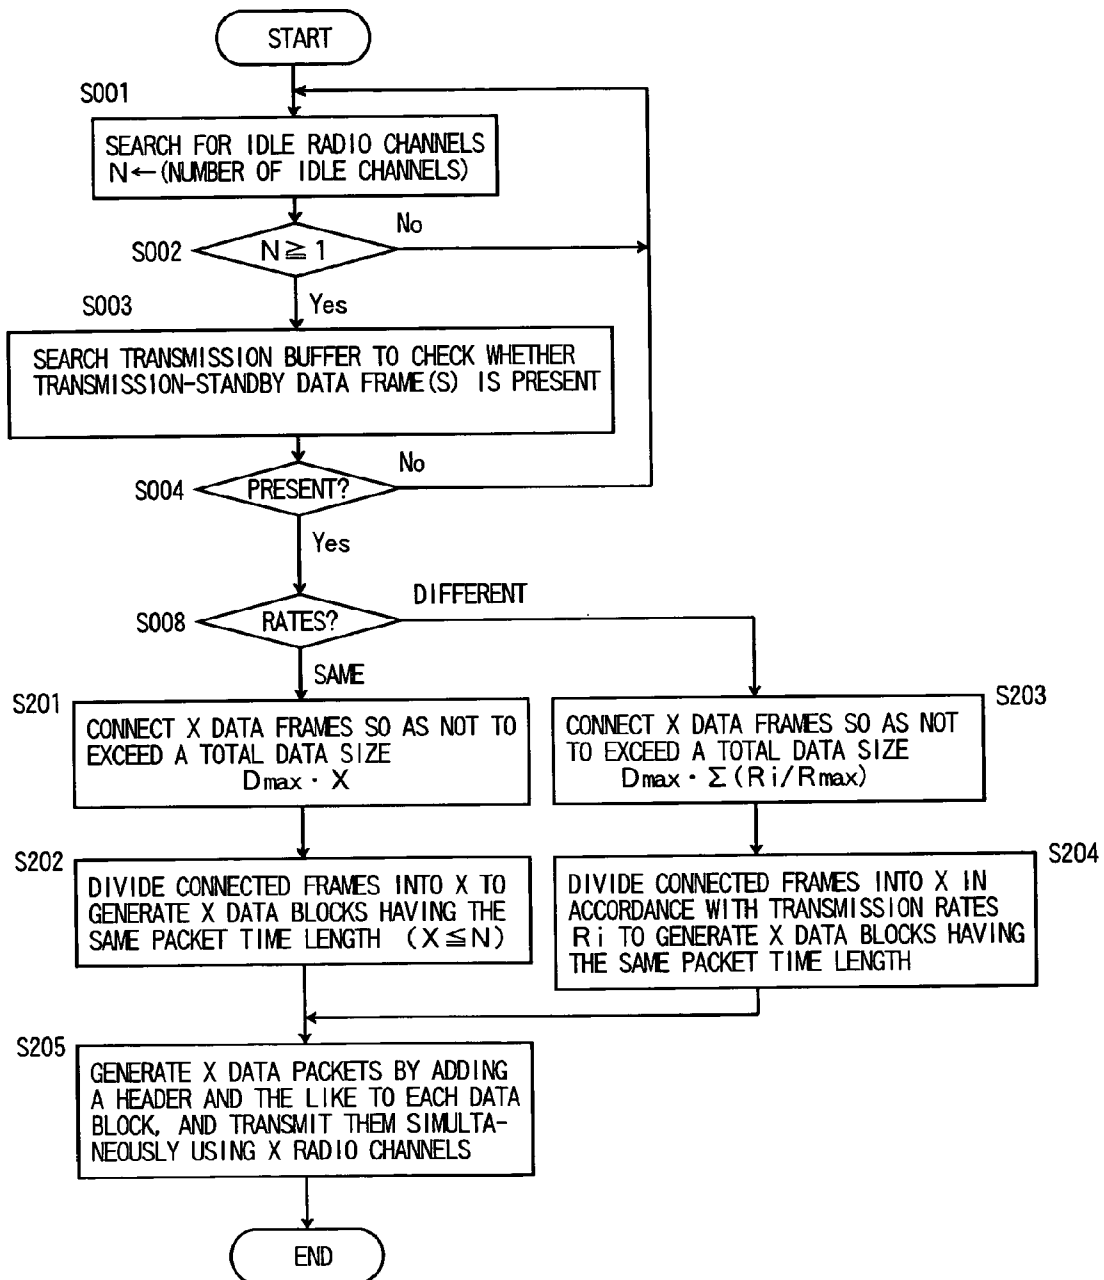 START
S001
SEARCH FOR IDLE RADIO CHANNELS
N←(NUMBER OF IDLE CHANNELS)
S002
N≧1
No
Yes
S003
SEARCH TRANSMISSION BUFFER TO CHECK WHETHER
TRANSMISSION-STANDBY DATA FRAME(S) IS PRESENT
S004
PRESENT?
No
Yes
S008
RATES?
DIFFERENT
SAME
S201
CONNECT X DATA FRAMES SO AS NOT TO
EXCEED A TOTAL DATA SIZE
Dmax · X
S203
CONNECT X DATA FRAMES SO AS NOT
TO EXCEED A TOTAL DATA SIZE
Dmax · Σ(Ri/Rmax)
S202
DIVIDE CONNECTED FRAMES INTO X TO
GENERATE X DATA BLOCKS HAVING THE
SAME PACKET TIME LENGTH (X≦N)
S204
DIVIDE CONNECTED FRAMES INTO X IN
ACCORDANCE WITH TRANSMISSION RATES
Ri TO GENERATE X DATA BLOCKS HAVING
THE SAME PACKET TIME LENGTH
S205
GENERATE X DATA PACKETS BY ADDING
A HEADER AND THE LIKE TO EACH DATA
BLOCK, AND TRANSMIT THEM SIMULTA-
NEOUSLY USING X RADIO CHANNELS
END